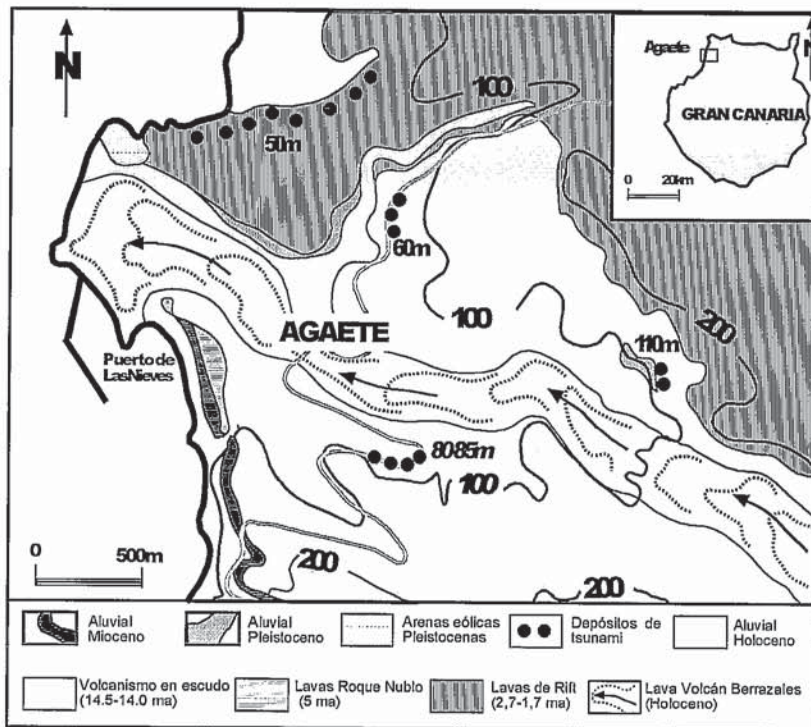 N
100
50m
60m
100
200
110m
AGAETE
Puerto de
LasNieves
8085m
100
200
200
0
500m
Agaete
N
GRAN CANARIA
0 20km
Aluvial
Mioceno
Aluvial
Pleistoceno
Arenas eólicas
Pleistocenas
Depósitos de
tsunami
Aluvial
Holoceno
Volcanismo en escudo
(14.5-14.0 ma)
Lavas Roque Nublo
(5 ma)
Lavas de Rift
(2,7-1,7 ma)
Lava Volcán Berrazales
(Holoceno)